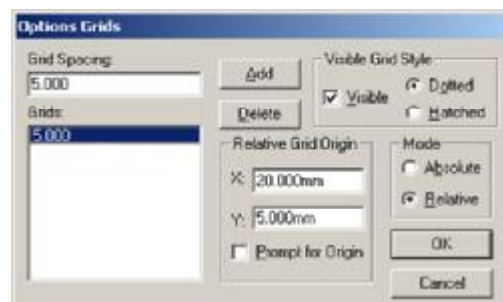 Options Grids
Grid Spacing:
5.000
Add
Delete
Grids:
5.000
Visible Grid Style
Visible
Dotted
Hatched
Relative Grid Origin
X: 20.000mm
Y: 5.000mm
Prompt for Origin
Mode
Absolute
Relative
OK
Cancel